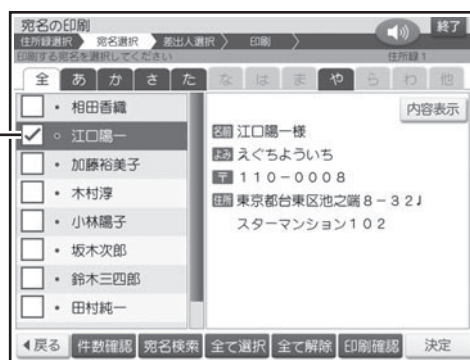 宛名の印刷
終了
住所録選択 宛名選択 差出人選択 印刷
印刷する宛名を選択してください 住所録1
全 あ か さ た な は ま や ら わ 他
・ 相田香織
○ 江口陽一
・ 加藤裕美子
・ 木村淳
・ 小林陽子
・ 坂木次郎
・ 鈴木三四郎
・ 田村純一
内容表示
名前 江口陽一様
よみ えぐちよういち
〒 110-0008
住所 東京都台東区池之端8-32」
スターマンション102
戻る 件数確認 宛名検索 全て選択 全て解除 印刷確認 決定